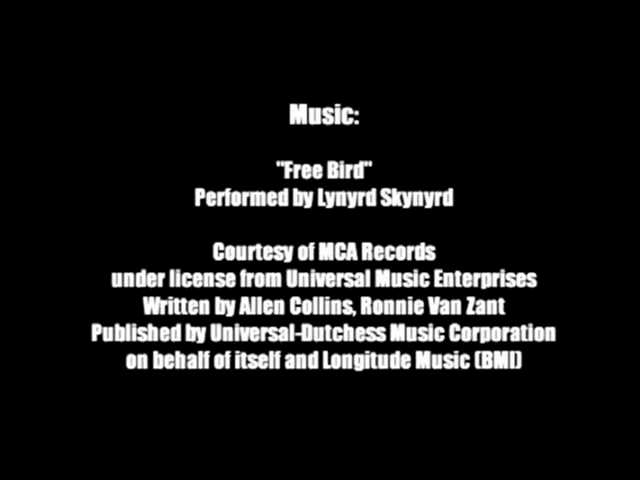 Music:
"Free Bird"
Performed by Lynyrd Skynyrd
Courtesy of MCA Records
under license from Universal Music Enterprises
Written by Allen Collins, Ronnie Van Zant
Published by Universal-Dutchess Music Corporation
on behalf of itself and Longitude Music (BMI)